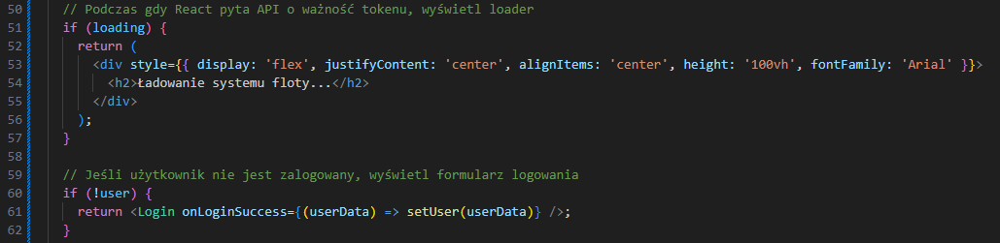 50 // Podczas gdy React pyta API o ważność tokenu, wyświetl loader
51 if (loading) {
52 return (
53 <div style={{ display: 'flex', justifyContent: 'center', alignItems: 'center', height: '100vh', fontFamily: 'Arial' }}>
54 <h2>Ładowanie systemu floty...</h2>
55 </div>
56 );
57 }
58
59 // Jeśli użytkownik nie jest zalogowany, wyświetl formularz logowania
60 if (!user) {
61 return <Login onLoginSuccess={(userData) => setUser(userData)} />;
62 }